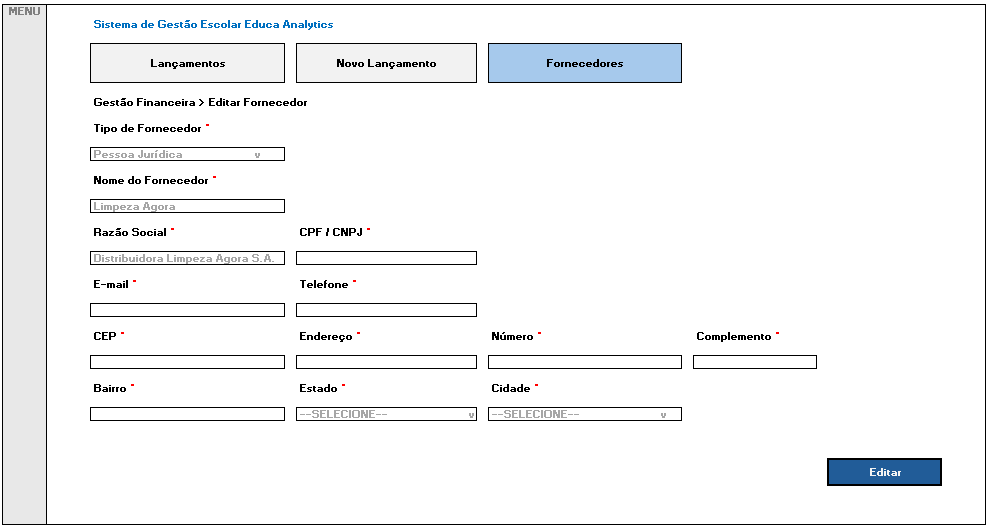 MENU
Sistema de Gestão Escolar Educa Analytics
Lançamentos Novo Lançamento Fornecedores
Gestão Financeira > Editar Fornecedor
Tipo de Fornecedor *
Pessoa Jurídica v
Nome do Fornecedor *
Limpeza Agora
Razão Social * CPF / CNPJ *
Distribuidora Limpeza Agora S.A.
E-mail * Telefone *
CEP * Endereço * Número * Complemento *
Bairro * Estado * Cidade *
--SELECIONE-- v --SELECIONE-- v
Editar